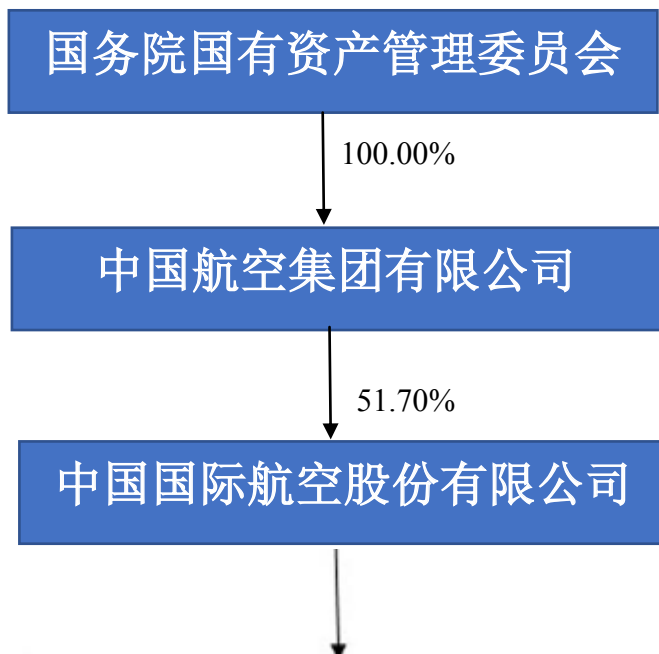 国务院国有资产管理委员会
100.00%
中国航空集团有限公司
51.70%
中国国际航空股份有限公司